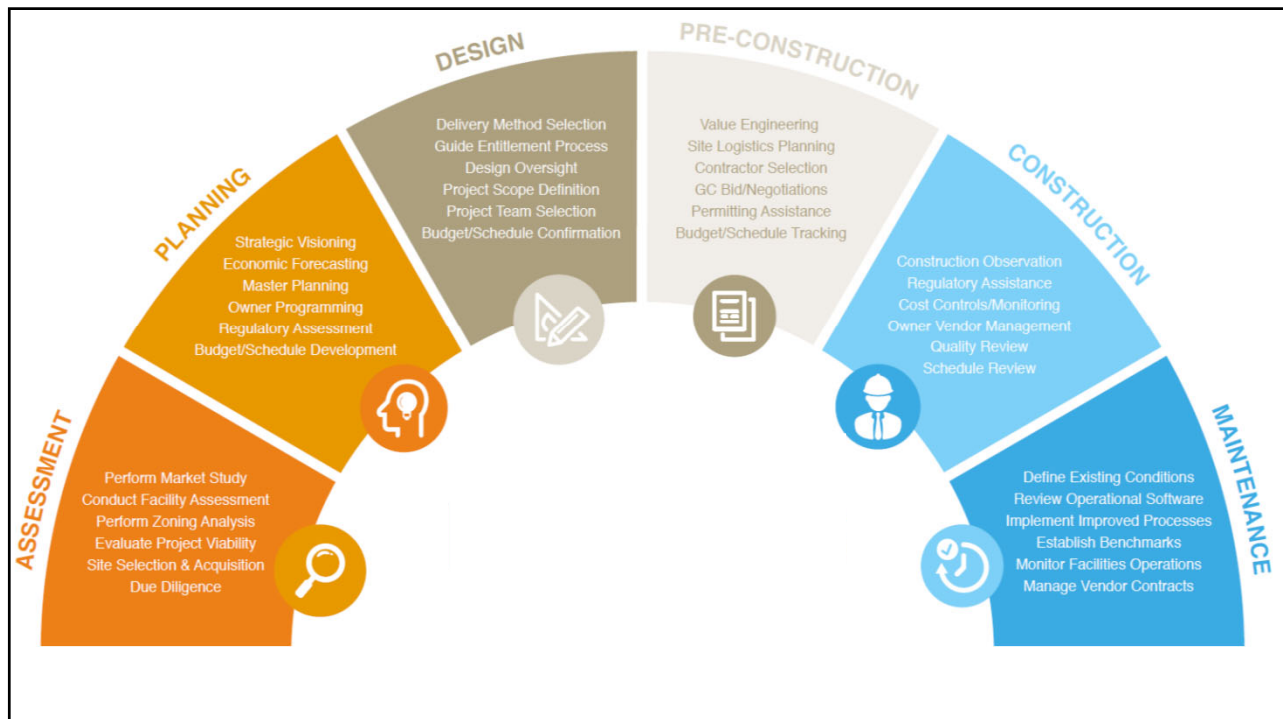 ASSESSMENT
Perform Market Study
Conduct Facility Assessment
Perform Zoning Analysis
Evaluate Project Viability
Site Selection & Acquisition
Due Diligence
PLANNING
Strategic Visioning
Economic Forecasting
Master Planning
Owner Programming
Regulatory Assessment
Budget/Schedule Development
DESIGN
Delivery Method Selection
Guide Entitlement Process
Design Oversight
Project Scope Definition
Project Team Selection
Budget/Schedule Confirmation
PRE-CONSTRUCTION
Value Engineering
Site Logistics Planning
Contractor Selection
GC Bid/Negotiations
Permitting Assistance
Budget/Schedule Tracking
CONSTRUCTION
Construction Observation
Regulatory Assistance
Cost Controls/Monitoring
Owner Vendor Management
Quality Review
Schedule Review
MAINTENANCE
Define Existing Conditions
Review Operational Software
Implement Improved Processes
Establish Benchmarks
Monitor Facilities Operations
Manage Vendor Contracts